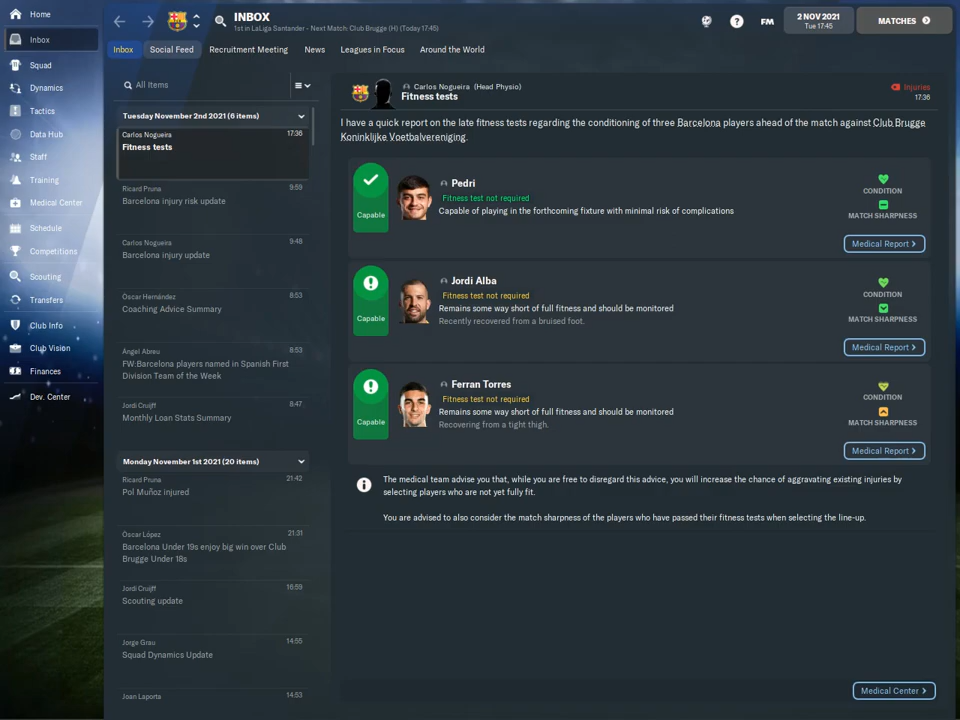 Home
Inbox
Squad
Dynamics
Tactics
Data Hub
Staff
Training
Medical Center
Schedule
Competitions
Scouting
Transfers
Club Info
Club Vision
Finances
Dev. Center
INBOX
1st in LaLiga Santander - Next Match: Club Brugge (H) (Today 17:45)
?
FM
2 NOV 2021
Tue 17:45
MATCHES
Inbox Social Feed Recruitment Meeting News Leagues in Focus Around the World
All Items
Tuesday November 2nd 2021 (6 items)
Carlos Nogueira 17:36
Fitness tests
Ricard Pruna 9:59
Barcelona injury risk update
Carlos Nogueira 9:48
Barcelona injury update
Óscar Hernández 8:53
Coaching Advice Summary
Ángel Abreu 8:53
FW:Barcelona players named in Spanish First
Division Team of the Week
Jordi Cruijff 8:47
Monthly Loan Stats Summary
Monday November 1st 2021 (20 items)
Ricard Pruna 21:42
Pol Muñoz injured
Óscar López 21:31
Barcelona Under 19s enjoy big win over Club
Brugge Under 18s
Jordi Cruijff 16:59
Scouting update
Jorge Grau 14:55
Squad Dynamics Update
Joan Laporta 14:53
Carlos Nogueira (Head Physio)
Fitness tests
Injuries
17:36
I have a quick report on the late fitness tests regarding the conditioning of three Barcelona players ahead of the match against Club Brugge
Koninklijke Voetbalvereniging.
Capable
Pedri
Fitness test not required
Capable of playing in the forthcoming fixture with minimal risk of complications
CONDITION
MATCH SHARPNESS
Medical Report >
Capable
Jordi Alba
Fitness test not required
Remains some way short of full fitness and should be monitored
Recently recovered from a bruised foot.
CONDITION
MATCH SHARPNESS
Medical Report >
Capable
Ferran Torres
Fitness test not required
Remains some way short of full fitness and should be monitored
Recovering from a tight thigh.
CONDITION
MATCH SHARPNESS
Medical Report >
The medical team advise you that, while you are free to disregard this advice, you will increase the chance of aggravating existing injuries by
selecting players who are not yet fully fit.
You are advised to also consider the match sharpness of the players who have passed their fitness tests when selecting the line-up.
Medical Center >